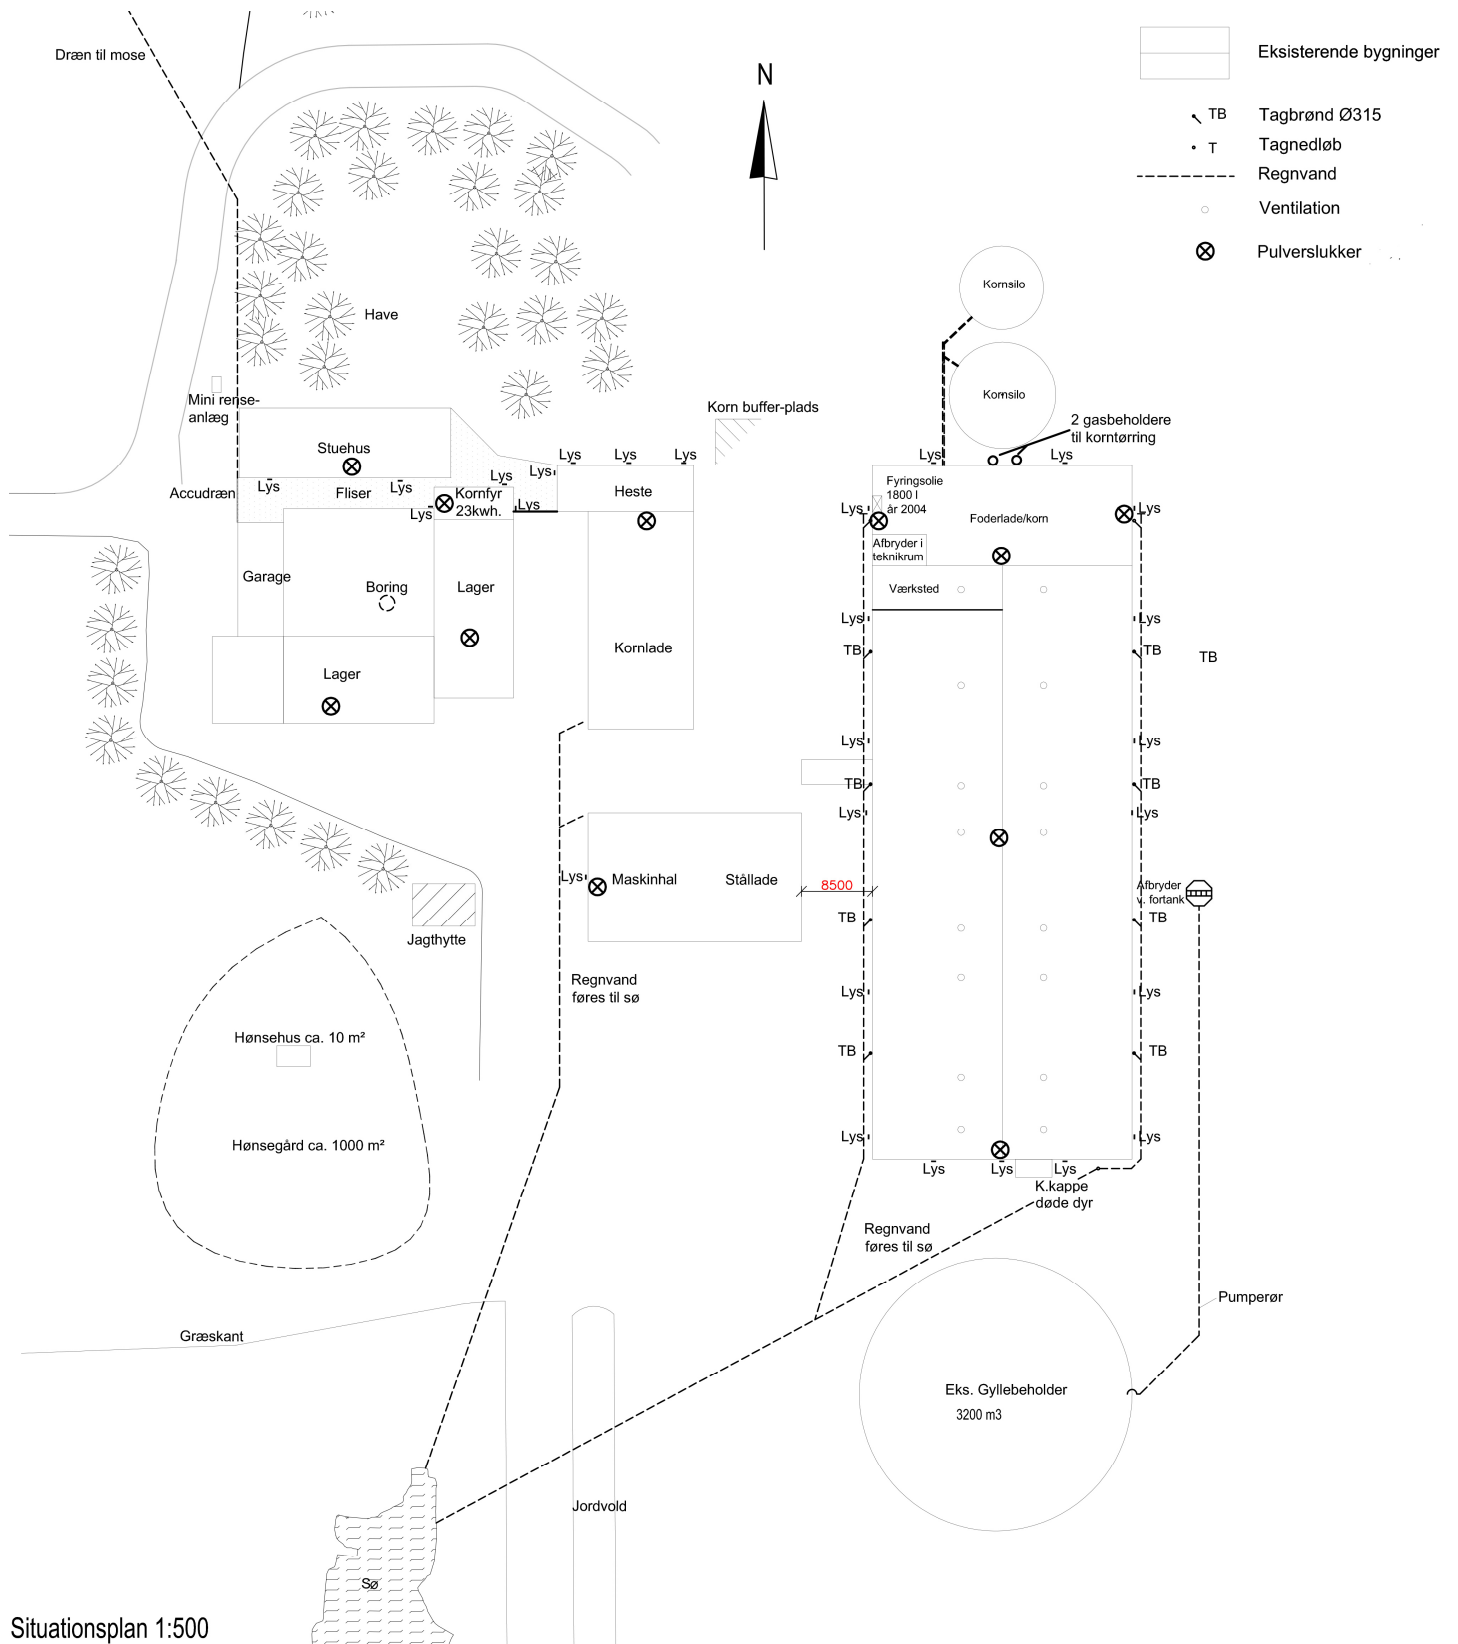 Dræn til mose
N
Eksisterende bygninger
TB Tagbrønd Ø315
T Tagnedløb
Regnvand
Ventilation
Pulverslukker
Kornsilo
Have
Kornsilo
Mini rense-
anlæg
Korn buffer-plads
2 gasbeholdere
til korntørring
Stuehus
Lys Lys Lys
Lys Lys
Lys Lys
Accudræn
Lys
Fliser
Lys
Lys
Kornfyr
23kwh.
Lys
Lys
Heste
Fyringsolie
1800 l
år 2004
Lys
T
Foderlade/korn
Lys
T
Afbryder i
teknikrum
Garage
Boring
Lager
Værksted
Lys
Lys
Kornlade
TB
TB
TB
Lager
Lys
Lys
TB
TB
Lys
Lys
Lys
Maskinhal
Stållade
8500
Afbryder
v. fortank
TB
TB
Jagthytte
Regnvand
føres til sø
Lys
Lys
Hønsehus ca. 10 m²
TB
TB
Hønsegård ca. 1000 m²
Lys
Lys
Lys
Lys
Lys
K.kappe
døde dyr
Regnvand
føres til sø
Pumperør
Græskant
Eks. Gyllebeholder
3200 m3
Jordvold
Sø
Situationsplan 1:500